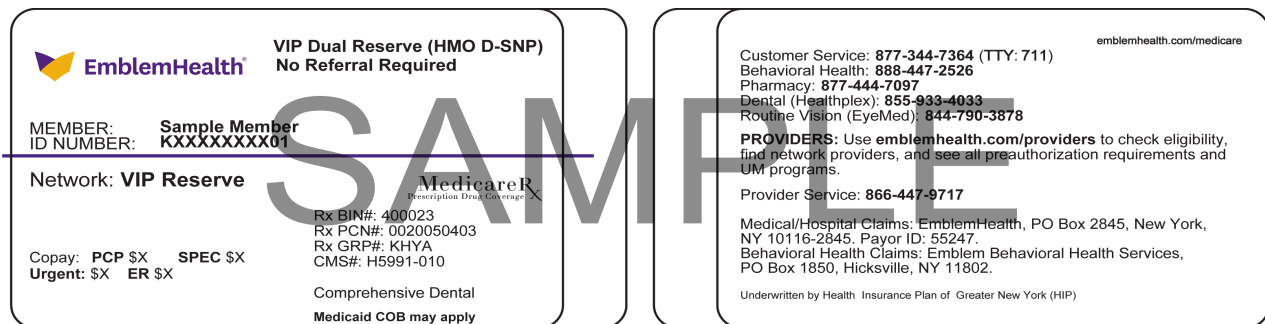 EmblemHealth®
VIP Dual Reserve (HMO D-SNP)
No Referral Required
MEMBER: Sample Member
ID NUMBER: KXXXXXXXX01
Network: VIP Reserve
MedicareRx
Prescription Drug Coverage
Rx BIN#: 400023
Rx PCN#: 0020050403
Rx GRP#: KHYA
CMS#: H5991-010
Copay: PCP $X SPEC $X
Urgent: $X ER $X
Comprehensive Dental
Medicaid COB may apply
SAMPLE
emblemhealth.com/medicare
Customer Service: 877-344-7364 (TTY: 711)
Behavioral Health: 888-447-2526
Pharmacy: 877-444-7097
Dental (Healthplex): 855-933-4033
Routine Vision (EyeMed): 844-790-3878
PROVIDERS: Use emblemhealth.com/providers to check eligibility,
find network providers, and see all preauthorization requirements and
UM programs.
Provider Service: 866-447-9717
Medical/Hospital Claims: EmblemHealth, PO Box 2845, New York,
NY 10116-2845. Payor ID: 55247.
Behavioral Health Claims: Emblem Behavioral Health Services,
PO Box 1850, Hicksville, NY 11802.
Underwritten by Health Insurance Plan of Greater New York (HIP)